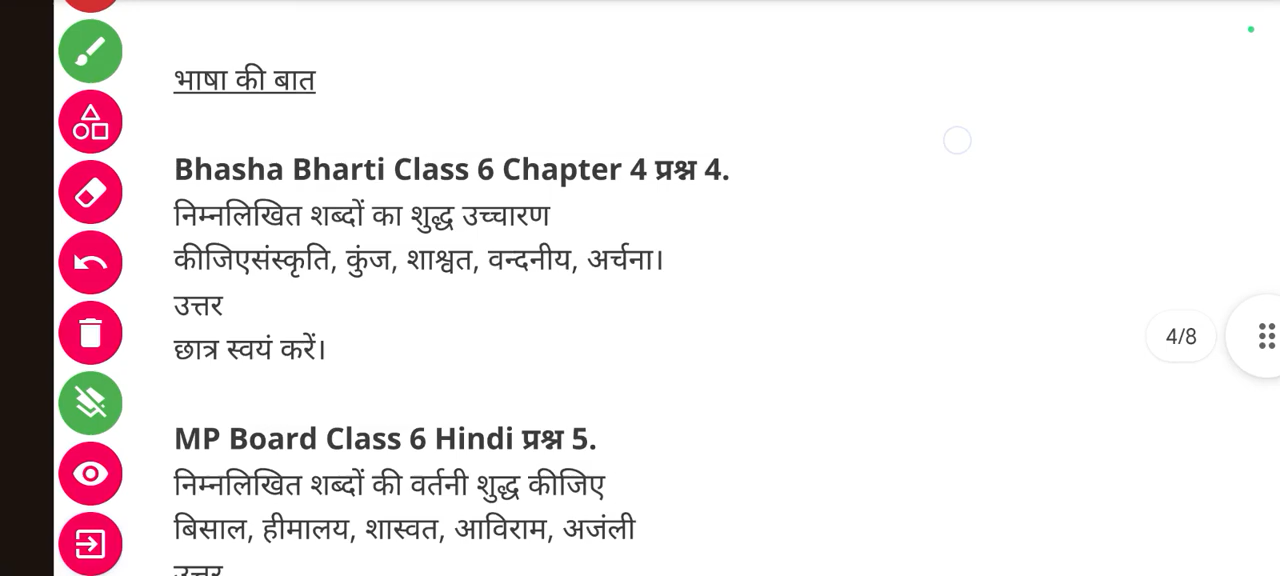 भाषा की बात
Bhasha Bharti Class 6 Chapter 4 प्रश्न 4.
निम्नलिखित शब्दों का शुद्ध उच्चारण
कीजिएसंस्कृति, कुंज, शाश्वत, वन्दनीय, अर्चना।
उत्तर
छात्र स्वयं करें।
4/8
MP Board Class 6 Hindi प्रश्न 5.
निम्नलिखित शब्दों की वर्तनी शुद्ध कीजिए
बिसाल, हीमालय, शास्वत, आविराम, अजंली
उत्तर